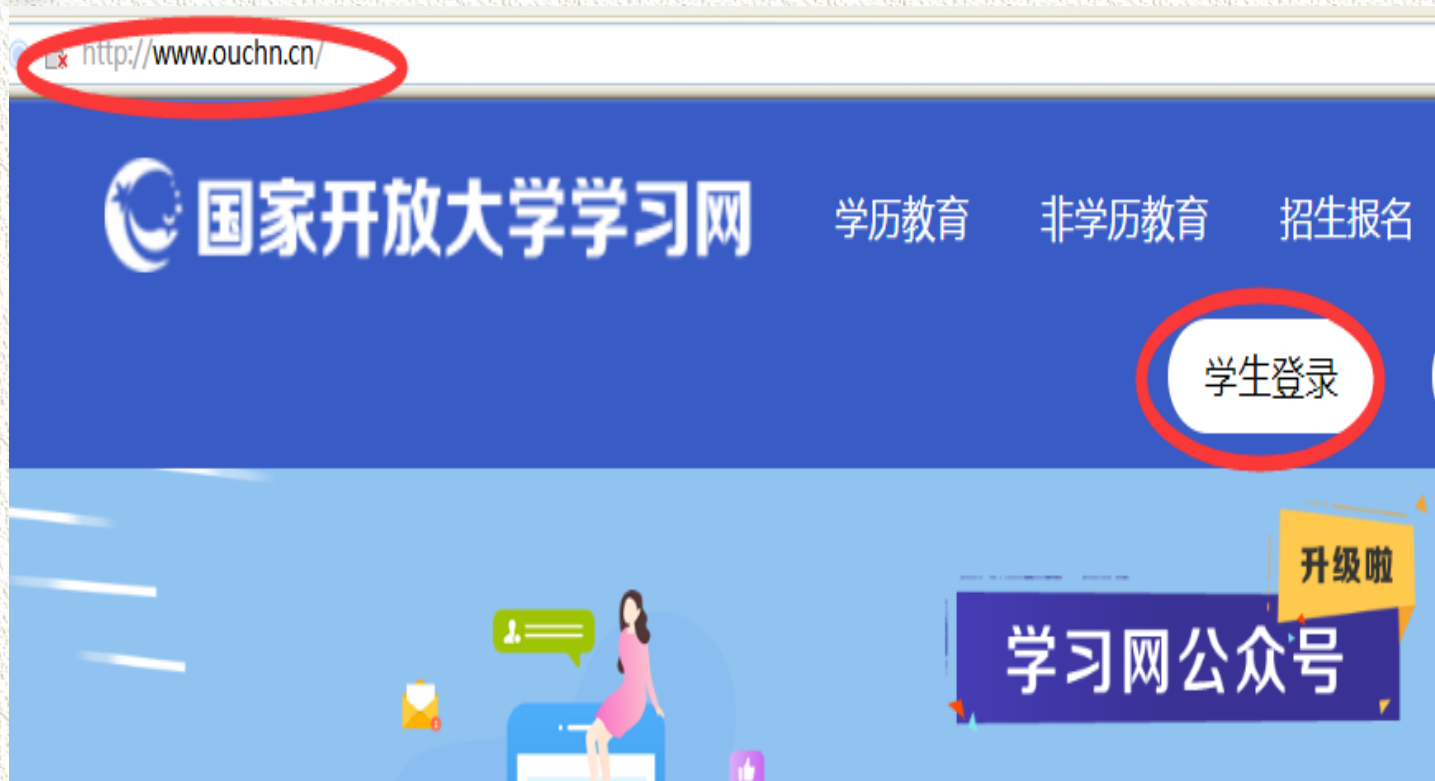 http://www.ouchn.cn/
国家开放大学学习网 学历教育 非学历教育 招生报名
学生登录
升级啦
学习网公众号